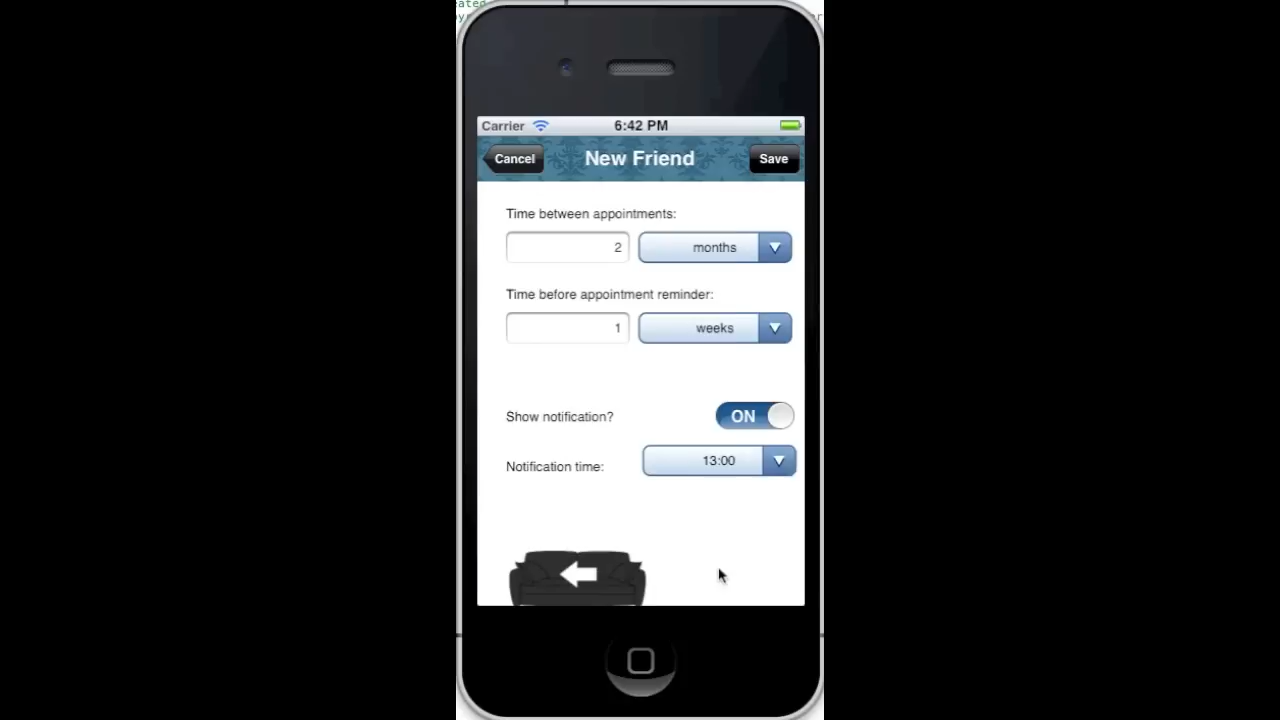 eated
Carrier 6:42 PM
Cancel New Friend Save
Time between appointments:
2 months
Time before appointment reminder:
1 weeks
Show notification? ON
Notification time: 13:00